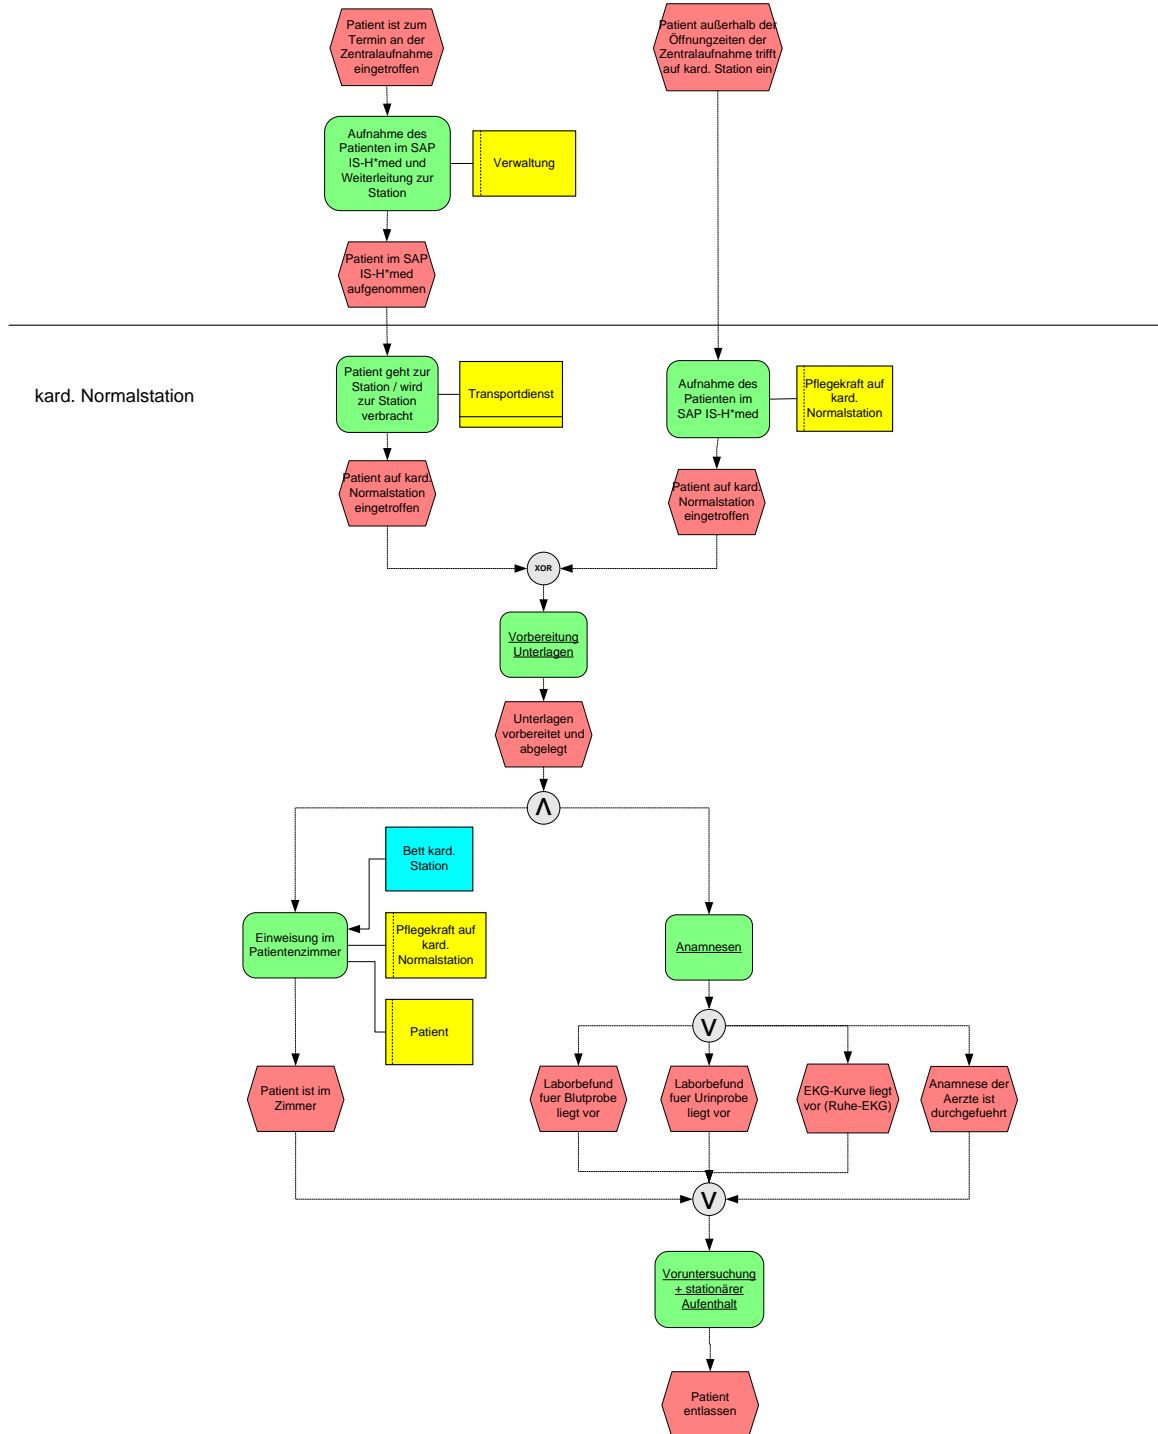 Patient ist zum
Termin an der
Zentralaufnahme
eingetroffen
Patient außerhalb der
Öffnungzeiten der
Zentralaufnahme trifft
auf kard. Station ein
Aufnahme des
Patienten im SAP
IS-H*med und
Weiterleitung zur
Station
Verwaltung
Patient im SAP
IS-H*med
aufgenommen
kard. Normalstation
Patient geht zur
Station / wird
zur Station
verbracht
Transportdienst
Aufnahme des
Patienten im
SAP IS-H*med
Pflegekraft auf
kard.
Normalstation
Patient auf kard.
Normalstation
eingetroffen
Patient auf kard.
Normalstation
eingetroffen
XOR
Vorbereitung
Unterlagen
Unterlagen
vorbereitet und
abgelegt
Λ
Bett kard.
Station
Einweisung im
Patientenzimmer
Pflegekraft auf
kard.
Normalstation
Patient
Anamnesen
V
Patient ist im
Zimmer
Laborbefund
fuer Blutprobe
liegt vor
Laborbefund
fuer Urinprobe
liegt vor
EKG-Kurve liegt
vor (Ruhe-EKG)
Anamnese der
Aerzte ist
durchgefuehrt
V
Voruntersuchung
+ stationärer
Aufenthalt
Patient
entlassen